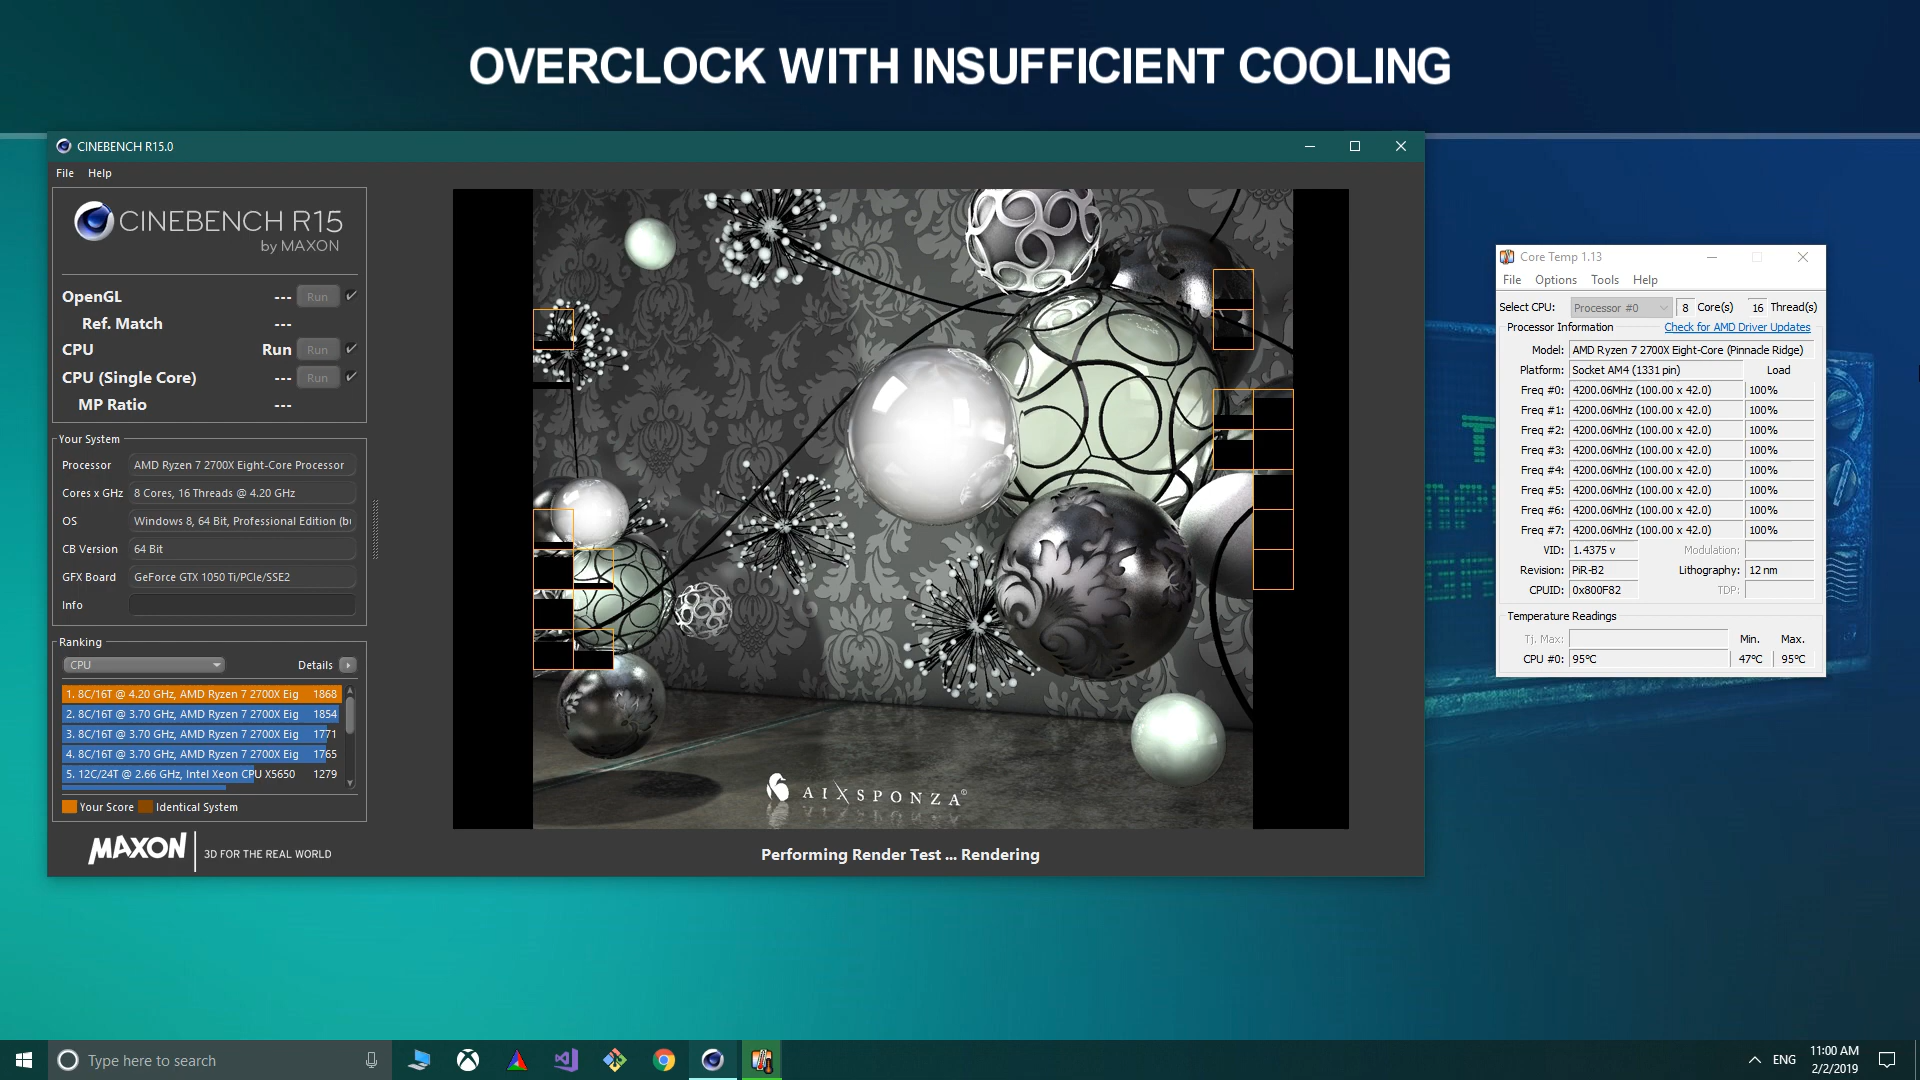 OVERCLOCK WITH INSUFFICIENT COOLING
CINEBENCH R15.0
File Help
CINEBENCH R15
by MAXON
OpenGL --- Run
Ref. Match ---
CPU Run Run
CPU (Single Core) --- Run
MP Ratio ---
Your System
Processor AMD Ryzen 7 2700X Eight-Core Processor
Cores x GHz 8 Cores, 16 Threads @ 4.20 GHz
OS Windows 8, 64 Bit, Professional Edition (bu
CB Version 64 Bit
GFX Board GeForce GTX 1050 Ti/PCIe/SSE2
Info
Ranking
CPU Details
1. 8C/16T @ 4.20 GHz, AMD Ryzen 7 2700X Eig 1868
2. 8C/16T @ 3.70 GHz, AMD Ryzen 7 2700X Eig 1854
3. 8C/16T @ 3.70 GHz, AMD Ryzen 7 2700X Eig 1771
4. 8C/16T @ 3.70 GHz, AMD Ryzen 7 2700X Eig 1765
5. 12C/24T @ 2.66 GHz, Intel Xeon CPU X5650 1279
Your Score Identical System
MAXON 3D FOR THE REAL WORLD
AIXSPONZA®
Performing Render Test ... Rendering
Core Temp 1.13
File Options Tools Help
Select CPU: Processor #0 8 Core(s) 16 Thread(s)
Processor Information Check for AMD Driver Updates
Model: AMD Ryzen 7 2700X Eight-Core (Pinnacle Ridge)
Platform: Socket AM4 (1331 pin) Load
Freq #0: 4200.06MHz (100.00 x 42.0) 100%
Freq #1: 4200.06MHz (100.00 x 42.0) 100%
Freq #2: 4200.06MHz (100.00 x 42.0) 100%
Freq #3: 4200.06MHz (100.00 x 42.0) 100%
Freq #4: 4200.06MHz (100.00 x 42.0) 100%
Freq #5: 4200.06MHz (100.00 x 42.0) 100%
Freq #6: 4200.06MHz (100.00 x 42.0) 100%
Freq #7: 4200.06MHz (100.00 x 42.0) 100%
VID: 1.4375 v Modulation:
Revision: PiR-B2 Lithography: 12 nm
CPUID: 0x800F82 TDP:
Temperature Readings
Tj. Max: Min. Max.
CPU #0: 95°C 47°C 95°C
Type here to search
ENG
11:00 AM
2/2/2019